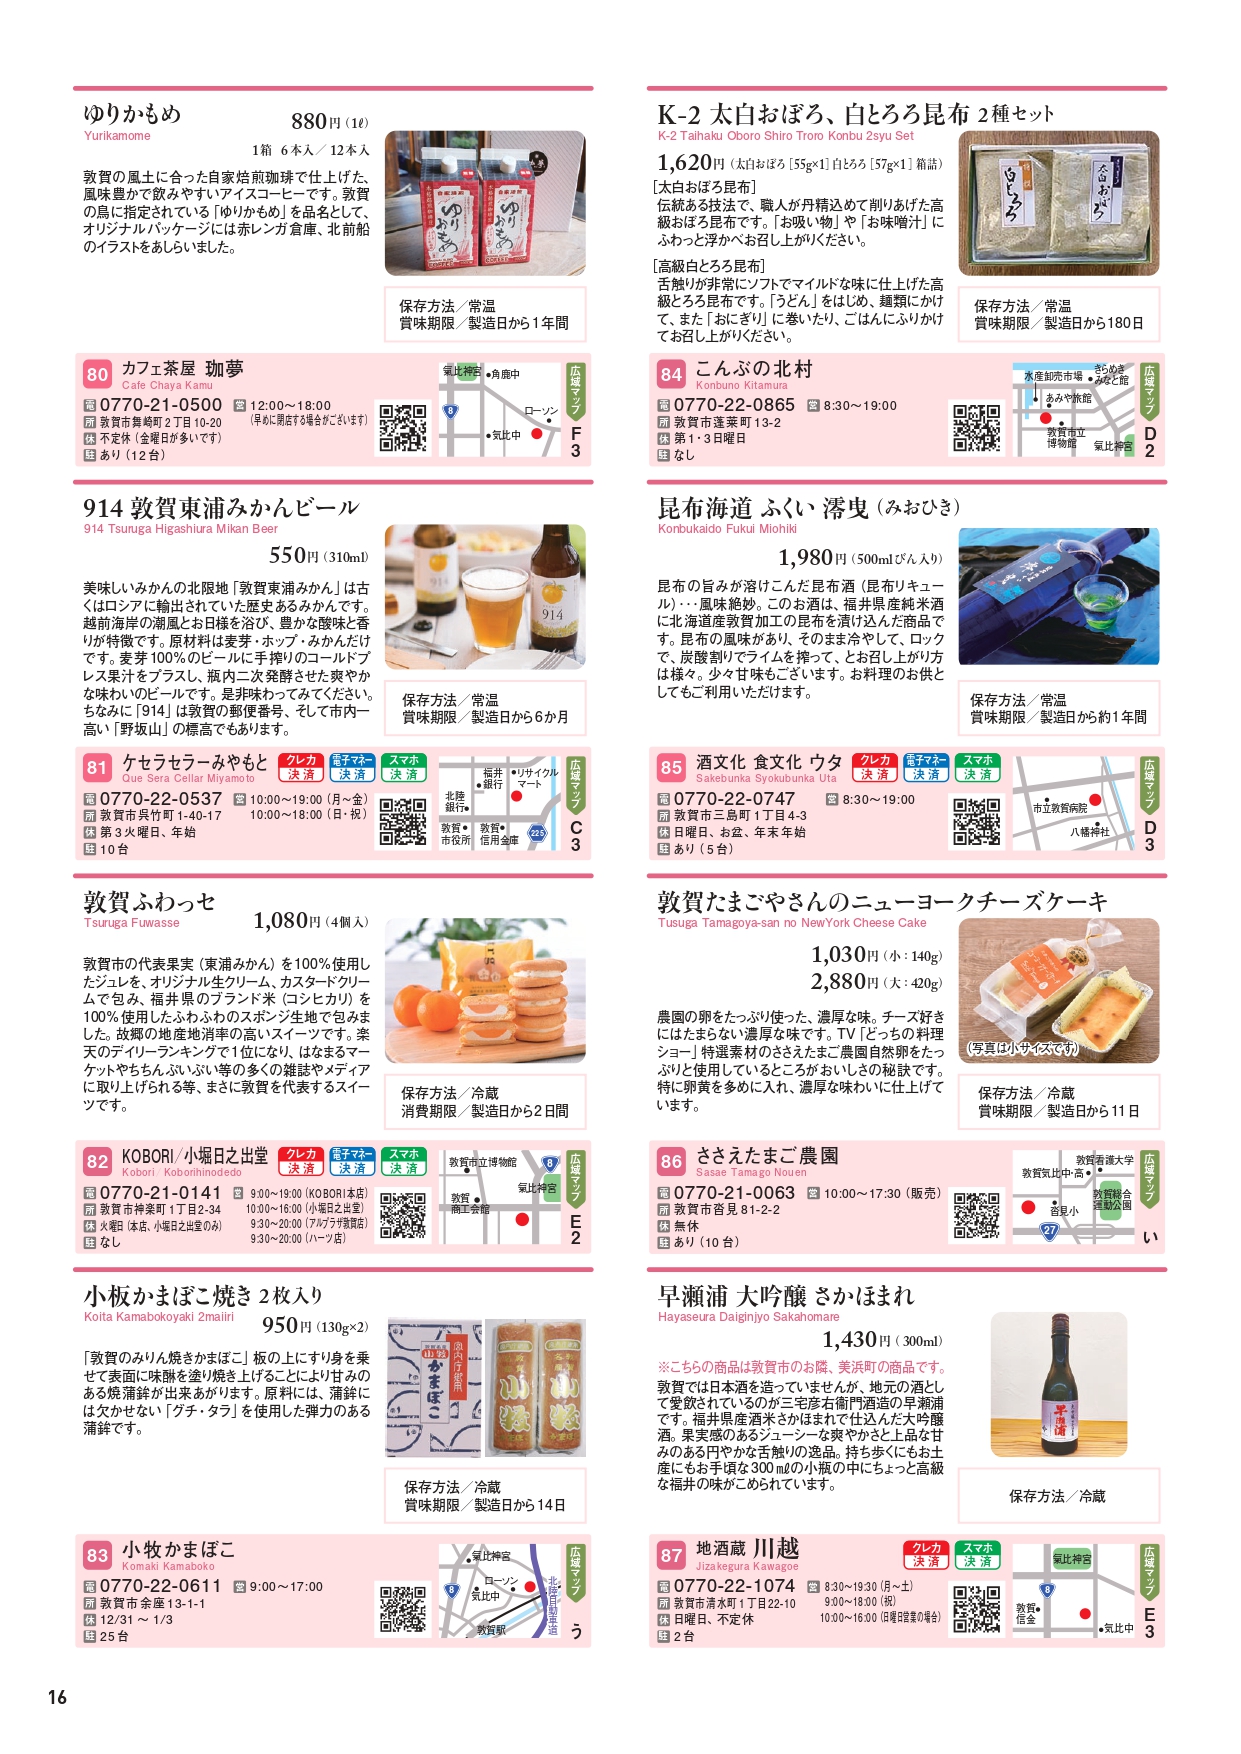 ゆりかもめ
Yurikamome
880円（1ℓ）
1箱 6本入／12本入
敦賀の風土に合った自家焙煎珈琲で仕上げた、
風味豊かで飲みやすいアイスコーヒーです。敦賀
の鳥に指定されている「ゆりかもめ」を品名として、
オリジナルパッケージには赤レンガ倉庫、北前船
のイラストをあしらいました。
保存方法／常温
賞味期限／製造日から1年間
80 カフェ茶屋 珈夢
Cafe Chaya Kamu
電 0770-21-0500 営 12:00〜18:00
（早めに閉店する場合がございます）
所 敦賀市舞崎町2丁目10-20
休 不定休（金曜日が多いです）
駐 あり（12台）
氣比神宮
角鹿中
8
ローソン
気比中
広域マップ
F3
914 敦賀東浦みかんビール
914 Tsuruga Higashiura Mikan Beer
550円（310ml）
美味しいみかんの北限地「敦賀東浦みかん」は古
くはロシアに輸出されていた歴史あるみかんです。
越前海岸の潮風とお日様を浴び、豊かな酸味と香
りが特徴です。原材料は麦芽・ホップ・みかんだけ
です。麦芽100％のビールに手搾りのコールドプ
レス果汁をプラスし、瓶内二次発酵させた爽やか
な味わいのビールです。是非味わってみてください。
ちなみに「914」は敦賀の郵便番号、そして市内一
高い「野坂山」の標高でもあります。
914
保存方法／常温
賞味期限／製造日から6か月
81 ケセラセラーみやもと
Que Sera Cellar Miyamoto
クレカ決済
電子マネー決済
スマホ決済
電 0770-22-0537 営 10:00〜19:00（月〜金）
10:00〜18:00（日・祝）
所 敦賀市呉竹町1-40-17
休 第3火曜日、年始
駐 10台
福井銀行
リサイクルマート
北陸銀行
敦賀市役所
敦賀信用金庫
225
広域マップ
C3
敦賀ふわっセ
Tsuruga Fuwasse
1,080円（4個入）
敦賀市の代表果実（東浦みかん）を100％使用し
たジュレを、オリジナル生クリーム、カスタードクリー
ムで包み、福井県のブランド米（コシヒカリ）を
100％使用したふわふわのスポンジ生地で包みま
した。故郷の地産地消率の高いスイーツです。楽
天のデイリーランキングで1位になり、はなまるマー
ケットやちちんぷいぷい等の多くの雑誌やメディア
に取り上げられる等、まさに敦賀を代表するスイー
ツです。
保存方法／冷蔵
消費期限／製造日から2日間
82 KOBORI／小堀日之出堂
Kobori Koborihinodedo
クレカ決済
電子マネー決済
スマホ決済
電 0770-21-0141 営 9:00〜19:00（KOBORI本店）
10:00〜16:00（小堀日之出堂）
9:30〜20:00（アルプラザ敦賀店）
9:30〜20:00（ハーツ店）
所 敦賀市神楽町1丁目2-34
休 火曜日（本店、小堀日之出堂のみ）
駐 なし
敦賀市立博物館
8
氣比神宮
敦賀商工会館
広域マップ
E2
小板かまぼこ焼き 2枚入り
Koita Kamabokoyaki 2maiiri
950円（130g×2）
「敦賀のみりん焼きかまぼこ」板の上にすり身を乗
せて表面に味醂を塗り焼き上げることにより甘みの
ある焼蒲鉾が出来あがります。原料には、蒲鉾に
は欠かせない「グチ・タラ」を使用した弾力のある
蒲鉾です。
保存方法／冷蔵
賞味期限／製造日から14日
83 小牧かまぼこ
Komaki Kamaboko
電 0770-22-0611 営 9:00〜17:00
所 敦賀市余座13-1-1
休 12/31 〜 1/3
駐 25台
氣比神宮
8
ローソン
気比中
敦賀駅
北陸自動車道
広域マップ
う
K-2 太白おぼろ、白とろろ昆布 2種セット
K-2 Taihaku Oboro Shiro Troro Konbu 2syu Set
1,620円（太白おぼろ［55g×1］白とろろ［57g×1］箱詰）
［太白おぼろ昆布］
伝統ある技法で、職人が丹精込めて削りあげた高
級おぼろ昆布です。「お吸い物」や「お味噌汁」に
ふわっと浮かべお召し上がりください。
［高級白とろろ昆布］
舌触りが非常にソフトでマイルドな味に仕上げた高
級とろろ昆布です。「うどん」をはじめ、麺類にかけ
て、また「おにぎり」に巻いたり、ごはんにふりかけ
てお召し上がりください。
白とろろ
太白おぼろ
保存方法／常温
賞味期限／製造日から180日
84 こんぶの北村
Konbuno Kitamura
電 0770-22-0865 営 8:30〜19:00
所 敦賀市蓬莱町13-2
休 第1・3日曜日
駐 なし
水産卸売市場
きらめきみなと館
あみや旅館
敦賀市立博物館
氣比神宮
広域マップ
D2
昆布海道 ふくい 澪曳（みおひき）
Konbukaido Fukui Miohiki
1,980円（500mlびん入り）
昆布の旨みが溶けこんだ昆布酒（昆布リキュー
ル）･･･風味絶妙。このお酒は、福井県産純米酒
に北海道産敦賀加工の昆布を漬け込んだ商品で
す。昆布の風味があり、そのまま冷やして、ロック
で、炭酸割りでライムを搾って、とお召し上がり方
は様々。少々甘味もございます。お料理のお供と
してもご利用いただけます。
保存方法／常温
賞味期限／製造日から約1年間
85 酒文化 食文化 ウタ
Sakebunka Syokubunka Uta
クレカ決済
電子マネー決済
スマホ決済
電 0770-22-0747 営 8:30〜19:00
所 敦賀市三島町1丁目4-3
休 日曜日、お盆、年末年始
駐 あり（5台）
市立敦賀病院
八幡神社
広域マップ
D3
敦賀たまごやさんのニューヨークチーズケーキ
Tusuga Tamagoya-san no NewYork Cheese Cake
1,030円（小：140g）
2,880円（大：420g）
農園の卵をたっぷり使った、濃厚な味。チーズ好き
にはたまらない濃厚な味です。TV「どっちの料理
ショー」特選素材のささえたまご農園自然卵をたっ
ぷりと使用しているところがおいしさの秘訣です。
特に卵黄を多めに入れ、濃厚な味わいに仕上げて
います。
（写真は小サイズです）
保存方法／冷蔵
賞味期限／製造日から11日
86 ささえたまご農園
Sasae Tamago Nouen
電 0770-21-0063 営 10:00〜17:30（販売）
所 敦賀市沓見81-2-2
休 無休
駐 あり（10台）
敦賀看護大学
敦賀気比中・高
敦賀総合運動公園
沓見小
27
広域マップ
い
早瀬浦 大吟醸 さかほまれ
Hayaseura Daiginjyo Sakahomare
1,430円（300ml）
※こちらの商品は敦賀市のお隣、美浜町の商品です。
敦賀では日本酒を造っていませんが、地元の酒とし
て愛飲されているのが三宅彦右衛門酒造の早瀬浦
です。福井県産酒米さかほまれで仕込んだ大吟醸
酒。果実感のあるジューシーな爽やかさと上品な甘
みのある円やかな舌触りの逸品。持ち歩くにもお土
産にもお手頃な300㎖の小瓶の中にちょっと高級
な福井の味がこめられています。
早瀬浦
保存方法／冷蔵
87 地酒蔵 川越
Jizakegura Kawagoe
クレカ決済
スマホ決済
電 0770-22-1074 営 8:30〜19:30（月〜土）
9:00〜18:00（祝）
10:00〜16:00（日曜日営業の場合）
所 敦賀市清水町1丁目22-10
休 日曜日、不定休
駐 2台
氣比神宮
8
敦賀信金
気比中
広域マップ
E3
16